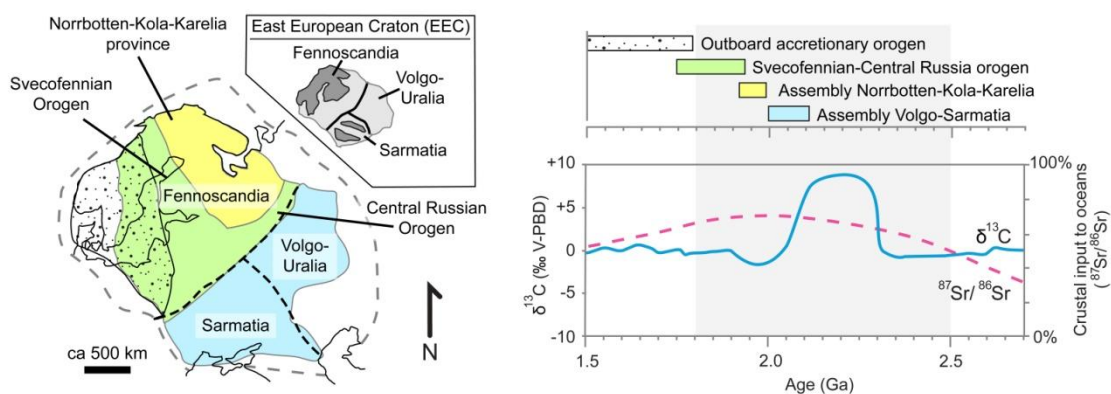 Norrbotten-Kola-Karelia
province
Svecofennian
Orogen
East European Craton (EEC)
Fennoscandia
Volgo-
Uralia
Sarmatia
Fennoscandia
Central Russian
Orogen
Volgo-
Uralia
Sarmatia
ca 500 km
N
Outboard accretionary orogen
Svecofennian-Central Russia orogen
Assembly Norrbotten-Kola-Karelia
Assembly Volgo-Sarmatia
δ¹³C (‰ V-PBD)
+10
+5
0
-5
-10
δ¹³C
⁸⁷Sr/ ⁸⁶Sr
100%
0%
Crustal input to oceans
(⁸⁷Sr/⁸⁶Sr)
1.5
2.0
2.5
Age (Ga)